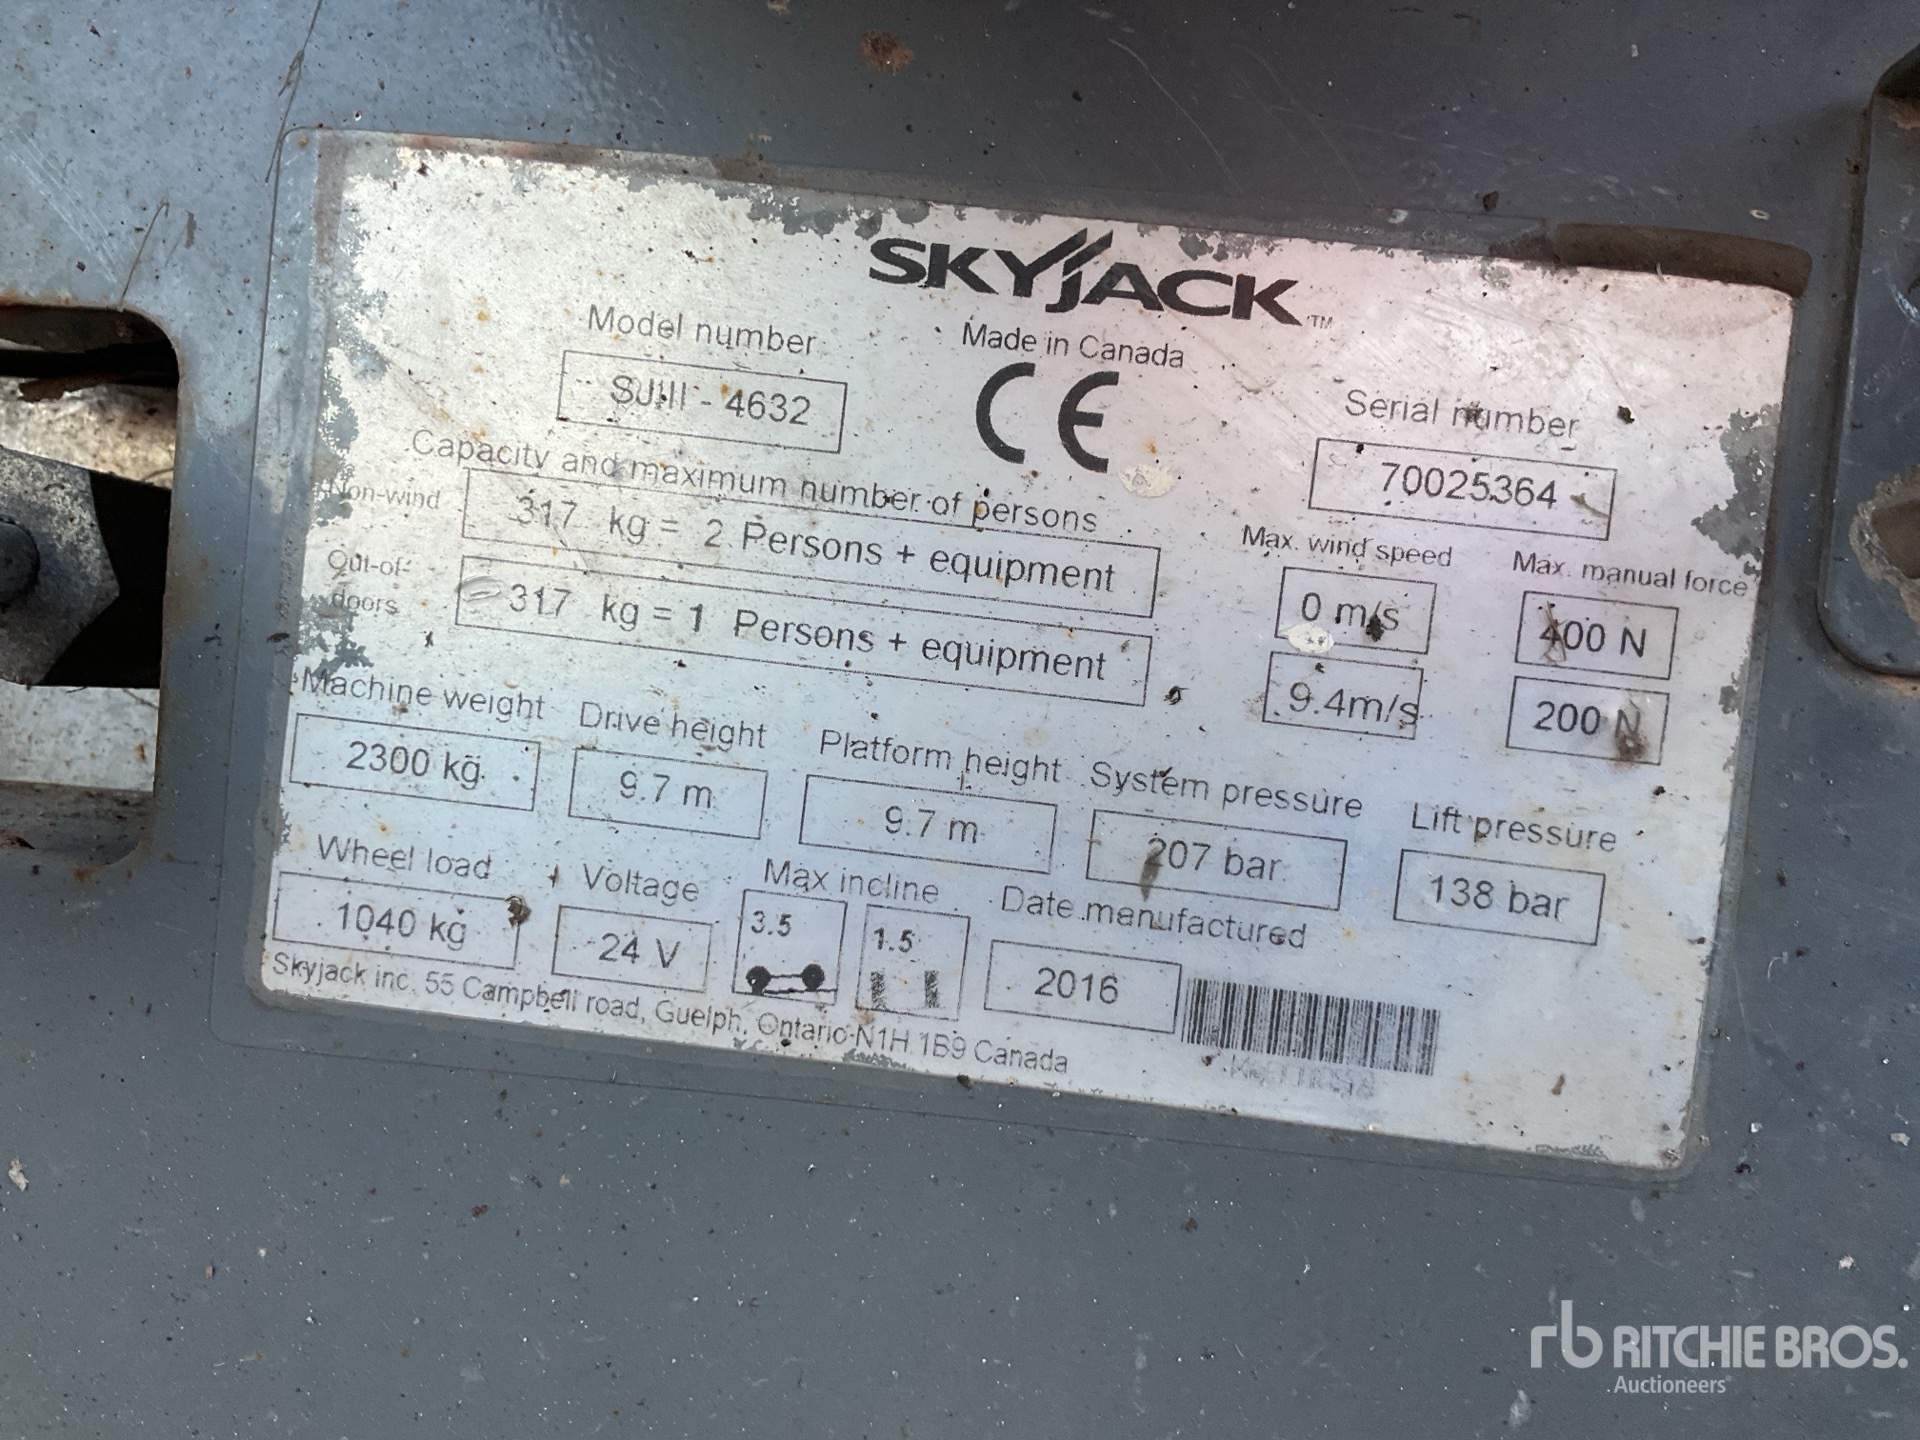 SKYJACK™
Made in Canada
CE
Model number
SJIII - 4632
Serial number
70025364
Capacity and maximum number of persons
Non-wind
317 kg = 2 Persons + equipment
Out-of-
doors
317 kg = 1 Persons + equipment
Max. wind speed
0 m/s
9.4m/s
Max. manual force
400 N
200 N
Machine weight
2300 kg
Drive height
9.7 m
Platform height
9.7 m
System pressure
207 bar
Lift pressure
138 bar
Wheel load
1040 kg
Voltage
24 V
Max incline
3.5
1.5
Date manufactured
2016
Skyjack inc. 55 Campbell road, Guelph, Ontario N1H 1B9 Canada
rb RITCHIE BROS.
Auctioneers